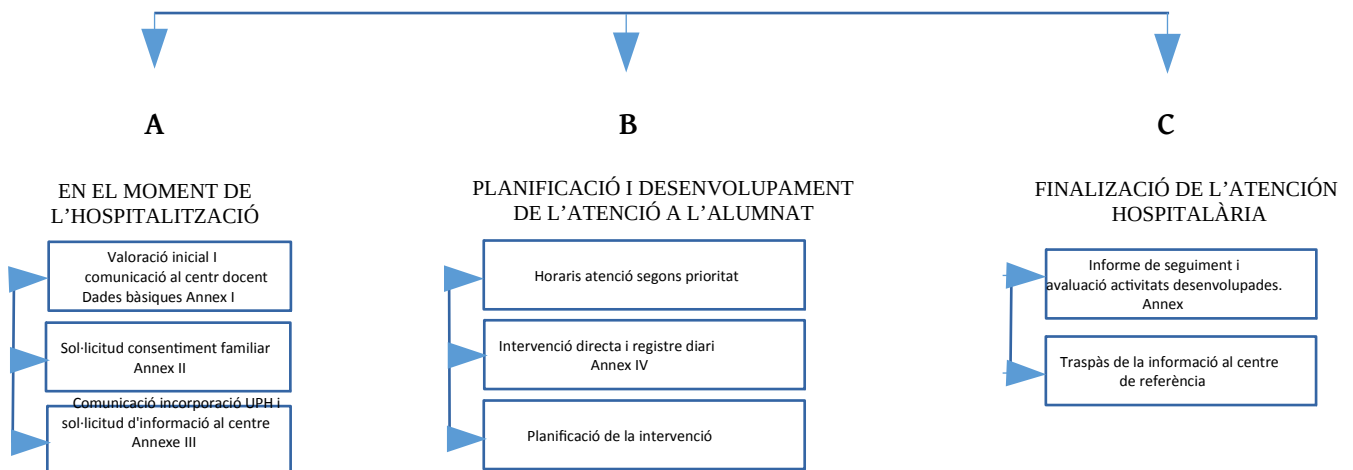 A
EN EL MOMENT DE
L’HOSPITALITZACIÓ
Valoració inicial I
comunicació al centr docent
Dades bàsiques Annex I
Sol·licitud consentiment familiar
Annex II
Comunicació incorporació UPH i
sol·licitud d'informació al centre
Annexe III
B
PLANIFICACIÓ I DESENVOLUPAMENT
DE L’ATENCIÓ A L’ALUMNAT
Horaris atenció segons prioritat
Intervenció directa i registre diari
Annex IV
Planificació de la intervenció
C
FINALIZACIÓ DE L’ATENCIÓN
HOSPITALÀRIA
Informe de seguiment i
avaluació activitats desenvolupades.
Annex
Traspàs de la informació al centre
de referència